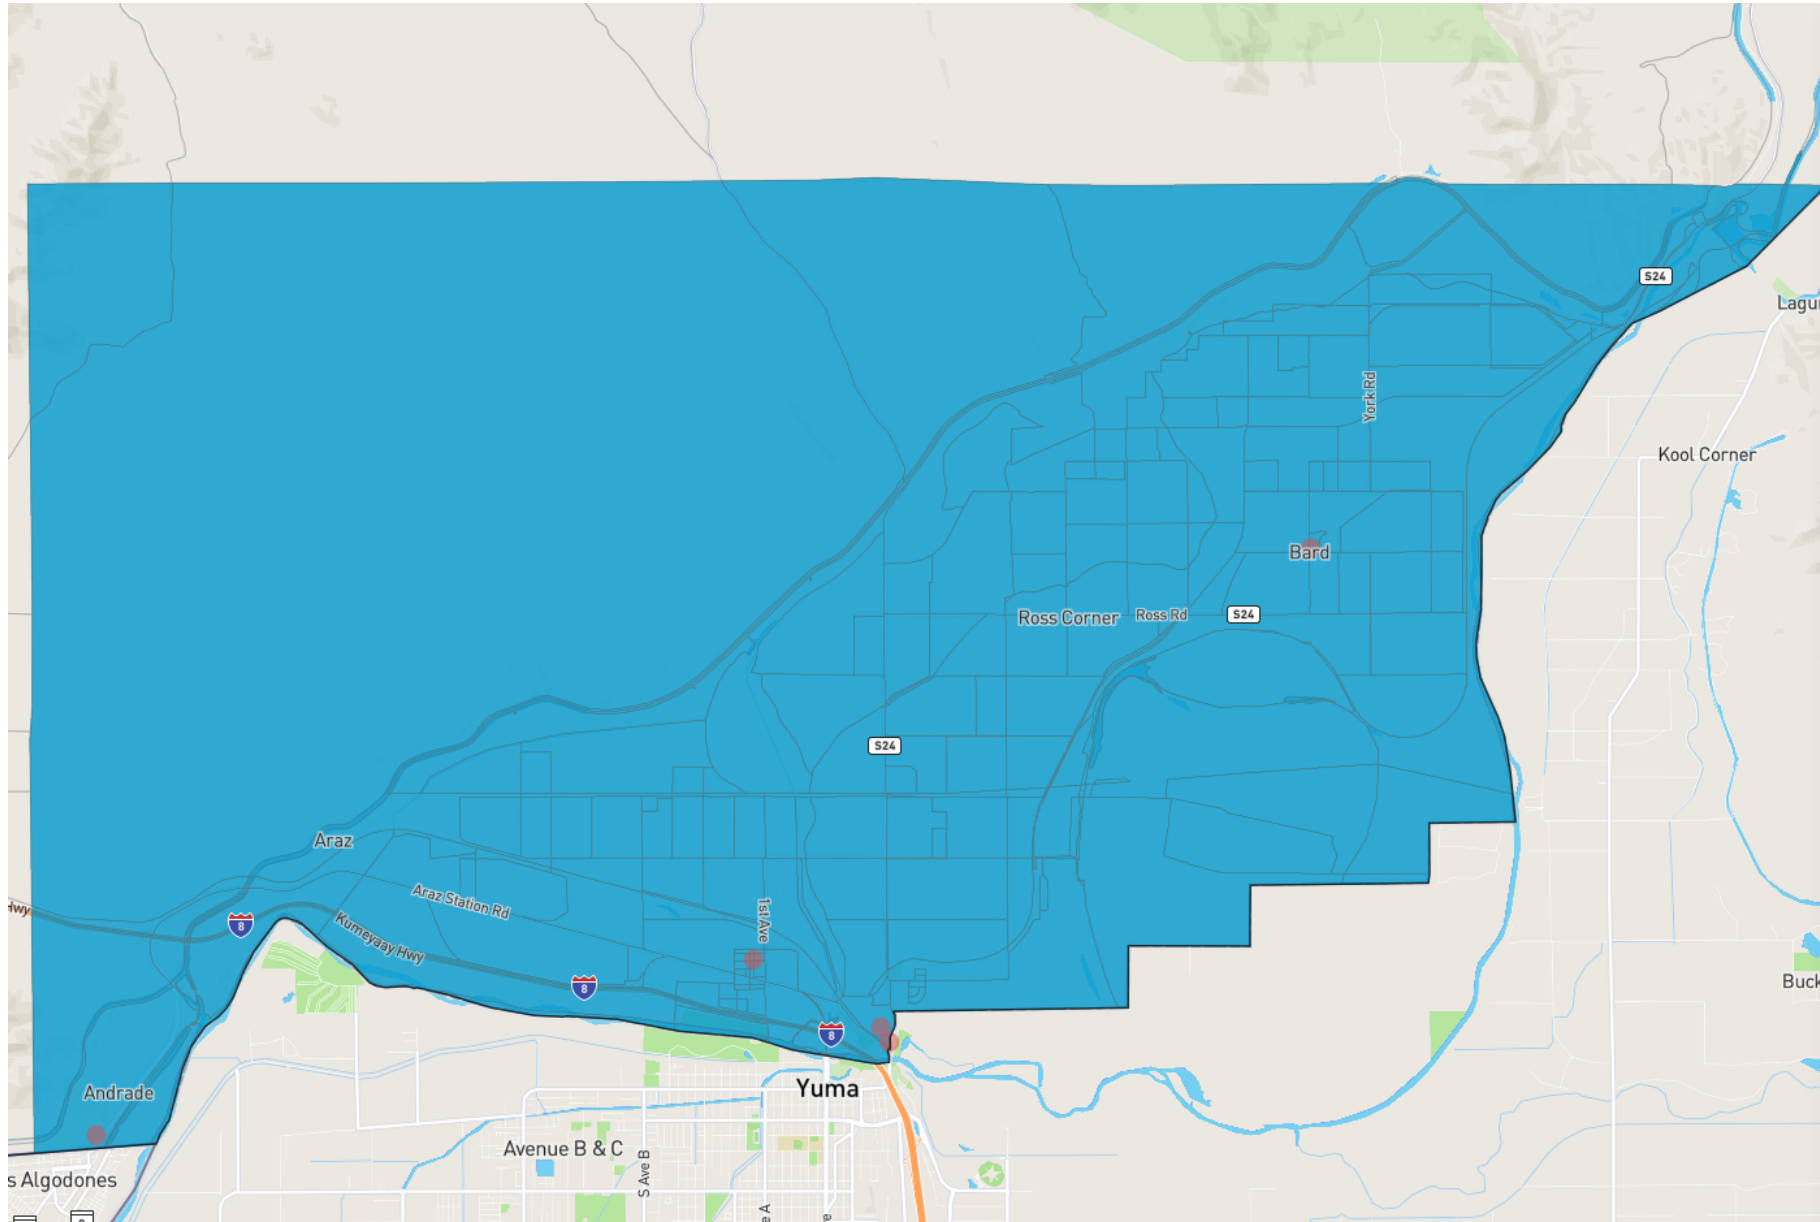 S24
Lagu
York Rd
Kool Corner
Bard
Ross Corner
Ross Rd
S24
S24
Araz
Araz Station Rd
1st Ave
Hwy
8
Kumeyaay Hwy
8
8
Buck
Yuma
Andrade
Avenue B & C
S Ave B
s Algodones
e A